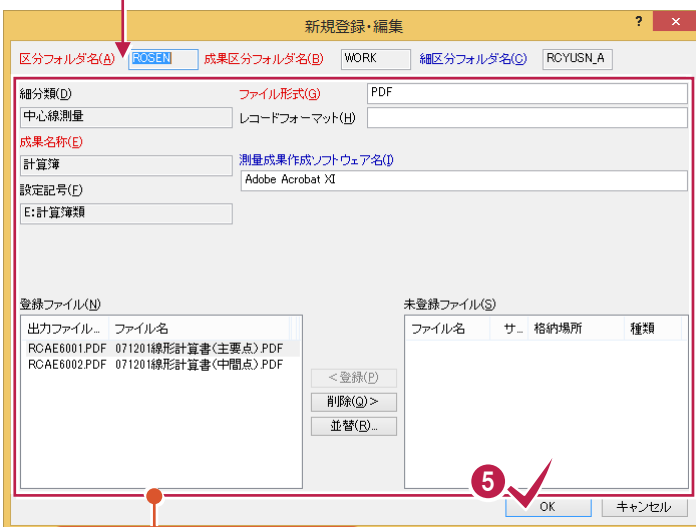 新規登録・編集
? ×
区分フォルダ名(A) ROSEN 成果区分フォルダ名(B) WORK 細区分フォルダ名(C) RCYUSN_A
細分類(D)
中心線測量
ファイル形式(G) PDF
レコードフォーマット(H)
成果名称(E)
計算簿
測量成果作成ソフトウェア名(I)
Adobe Acrobat XI
設定記号(F)
E:計算簿類
登録ファイル(N)
出力ファイル... ファイル名
RCAE6001.PDF 071201線形計算書(主要点).PDF
RCAE6002.PDF 071201線形計算書(中間点).PDF
<登録(P)
削除(Q)>
並替(R)...
未登録ファイル(S)
ファイル名 サ... 格納場所 種類
5
OK キャンセル